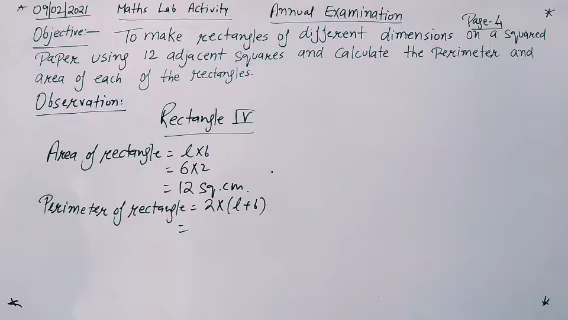 * 09/02/2021 Maths Lab Activity Annual Examination *
Page-4
Objective:- To make rectangles of different dimensions on a squared
Paper using 12 adjacent squares and calculate the Perimeter and
area of each of the rectangles.
Observation:
Rectangle IV
Area of rectangle = l×b
= 6×2
= 12 sq.cm.
Perimeter of rectangle = 2×(l+b)
=
* *